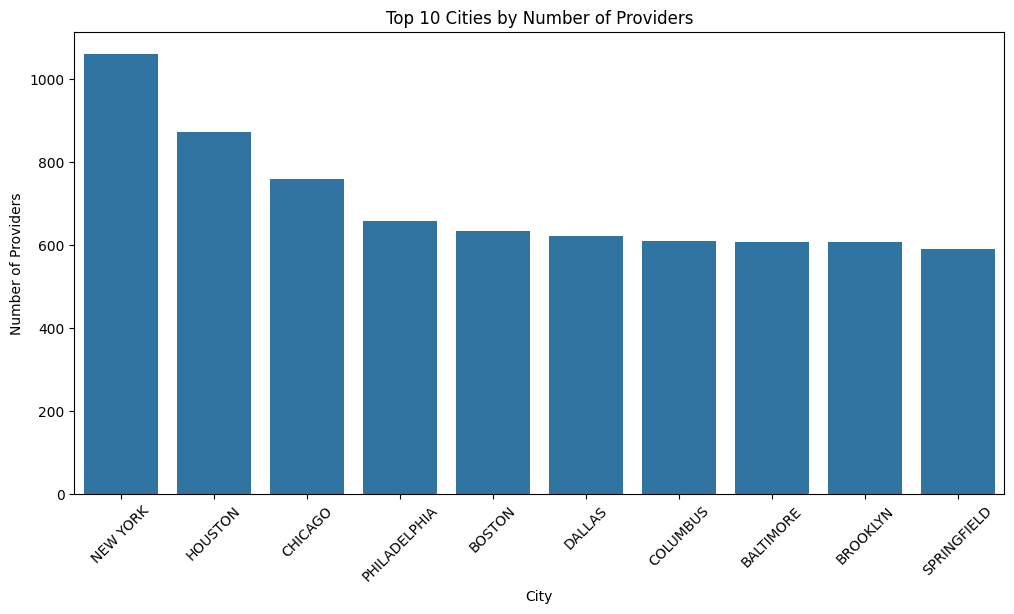 Top 10 Cities by Number of Providers
Number of Providers
1000
800
600
400
200
0
NEW YORK
HOUSTON
CHICAGO
PHILADELPHIA
BOSTON
DALLAS
COLUMBUS
BALTIMORE
BROOKLYN
SPRINGFIELD
City